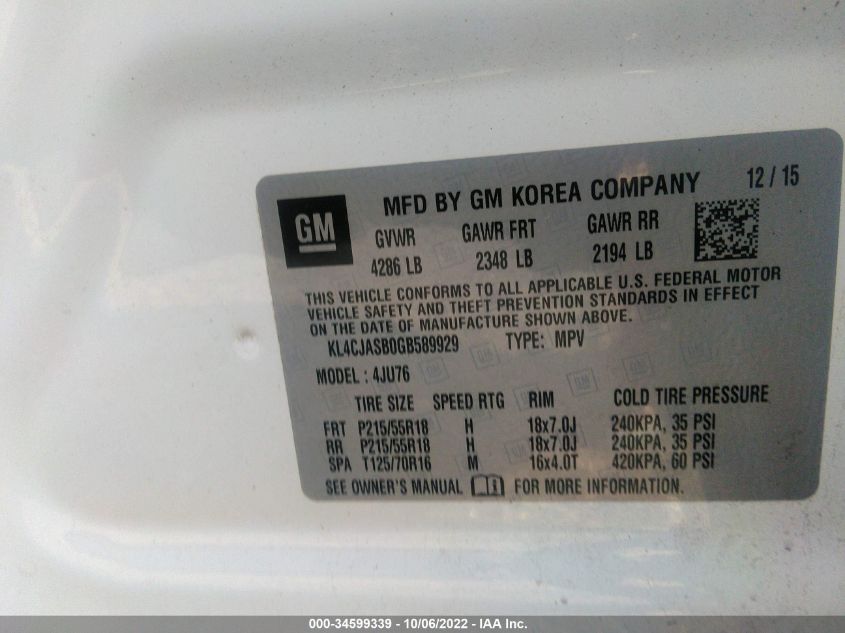 GM
MFD BY GM KOREA COMPANY 12 / 15
GVWR GAWR FRT GAWR RR
4286 LB 2348 LB 2194 LB
THIS VEHICLE CONFORMS TO ALL APPLICABLE U.S. FEDERAL MOTOR
VEHICLE SAFETY AND THEFT PREVENTION STANDARDS IN EFFECT
ON THE DATE OF MANUFACTURE SHOWN ABOVE.
KL4CJASB0GB589929 TYPE: MPV
MODEL : 4JU76
TIRE SIZE SPEED RTG RIM COLD TIRE PRESSURE
FRT P215/55R18 H 18x7.0J 240KPA, 35 PSI
RR P215/55R18 H 18x7.0J 240KPA, 35 PSI
SPA T125/70R16 M 16x4.0T 420KPA, 60 PSI
SEE OWNER'S MANUAL FOR MORE INFORMATION.
000-34599339 - 10/06/2022 - IAA Inc.